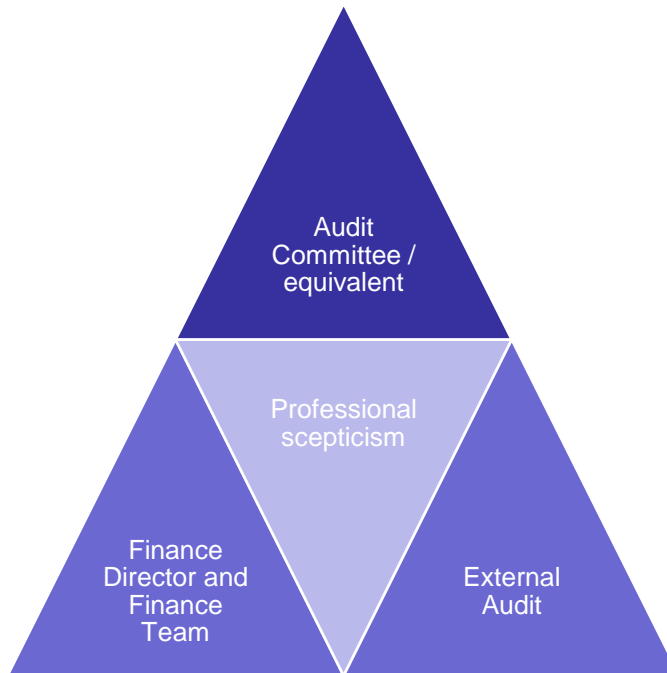 Audit
Committee /
equivalent
Professional
scepticism
Finance
Director and
Finance
Team
External
Audit